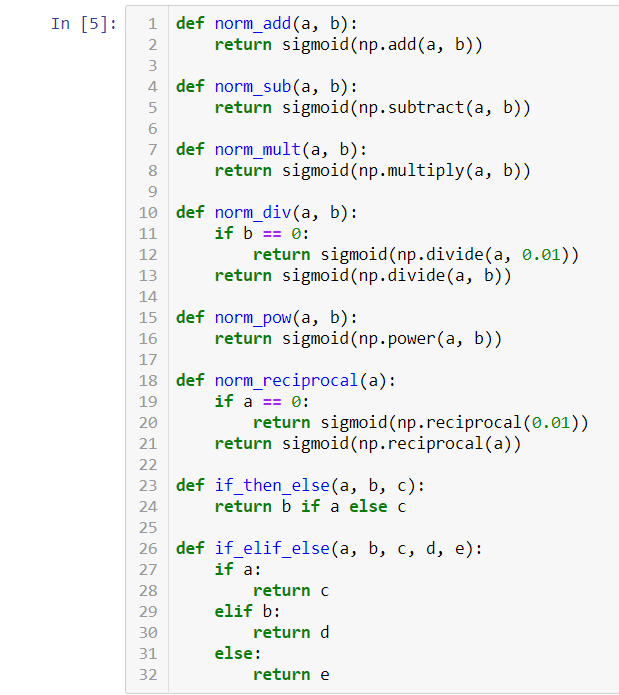 In [5]:
1 def norm_add(a, b):
2     return sigmoid(np.add(a, b))
3
4 def norm_sub(a, b):
5     return sigmoid(np.subtract(a, b))
6
7 def norm_mult(a, b):
8     return sigmoid(np.multiply(a, b))
9
10 def norm_div(a, b):
11     if b == 0:
12         return sigmoid(np.divide(a, 0.01))
13     return sigmoid(np.divide(a, b))
14
15 def norm_pow(a, b):
16     return sigmoid(np.power(a, b))
17
18 def norm_reciprocal(a):
19     if a == 0:
20         return sigmoid(np.reciprocal(0.01))
21     return sigmoid(np.reciprocal(a))
22
23 def if_then_else(a, b, c):
24     return b if a else c
25
26 def if_elif_else(a, b, c, d, e):
27     if a:
28         return c
29     elif b:
30         return d
31     else:
32         return e